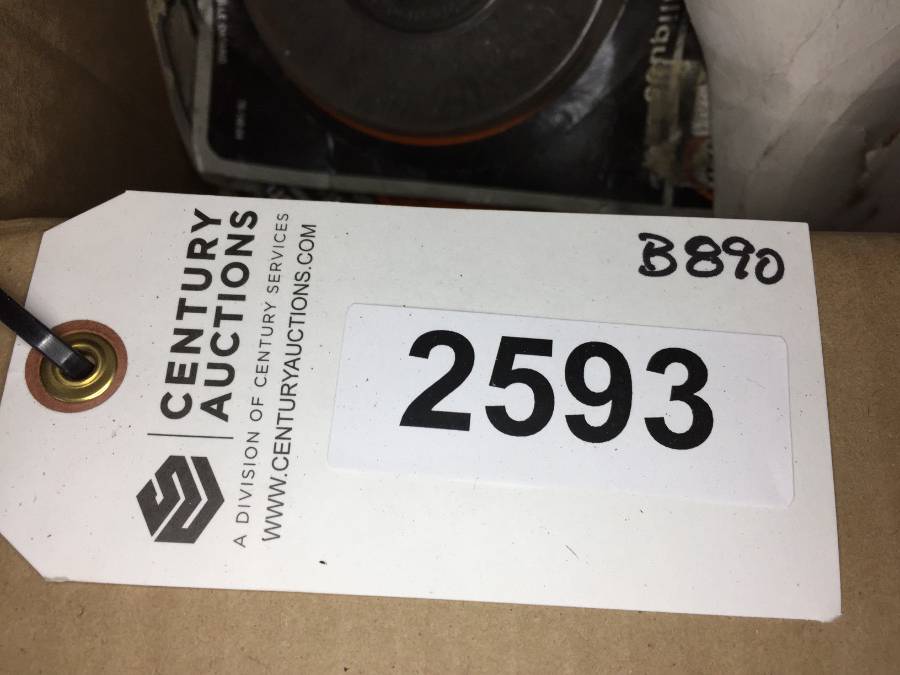 CENTURY
AUCTIONS
A DIVISION OF CENTURY SERVICES
WWW.CENTURYAUCTIONS.COM
B890
2593